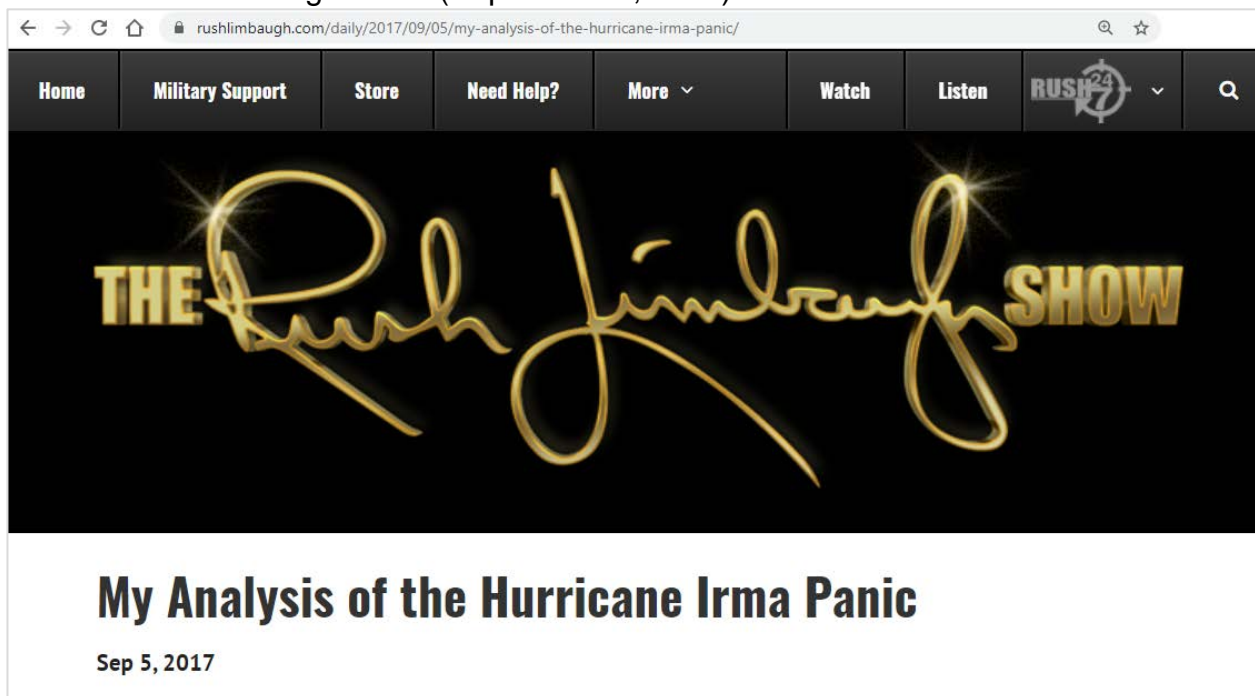 rushlimbaugh.com/daily/2017/09/05/my-analysis-of-the-hurricane-irma-panic/
Home Military Support Store Need Help? More Watch Listen RUSH 24 7
THE Rush Limbaugh SHOW
My Analysis of the Hurricane Irma Panic
Sep 5, 2017